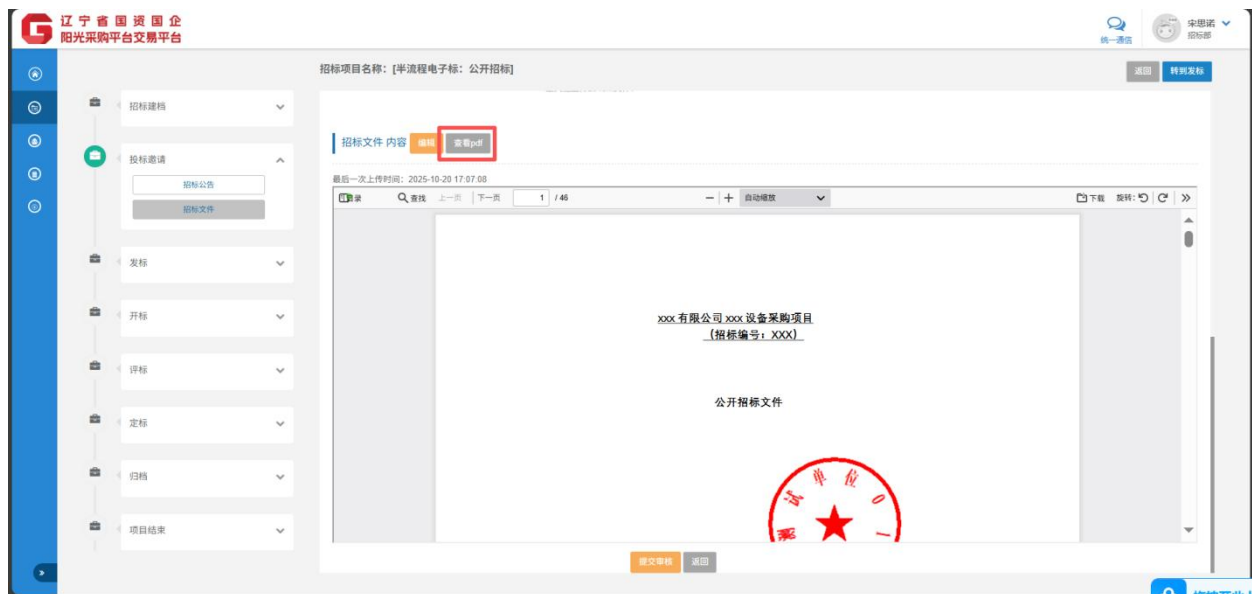 辽宁省国资国企
阳光采购平台交易平台
统一通信
宋思诺
招标部
招标项目名称：[半流程电子标：公开招标]
返回
转到发标
招标建档
投标邀请
招标公告
招标文件
发标
开标
评标
定标
归档
项目结束
招标文件 内容 编辑 查看pdf
最后一次上传时间：2025-10-20 17:07:08
目录 查找 上一页 下一页 1 / 46 自动缩放 下载 旋转:
xxx 有限公司 xxx 设备采购项目
（招标编号：XXX）
公开招标文件
试单位0一
提交审核 返回